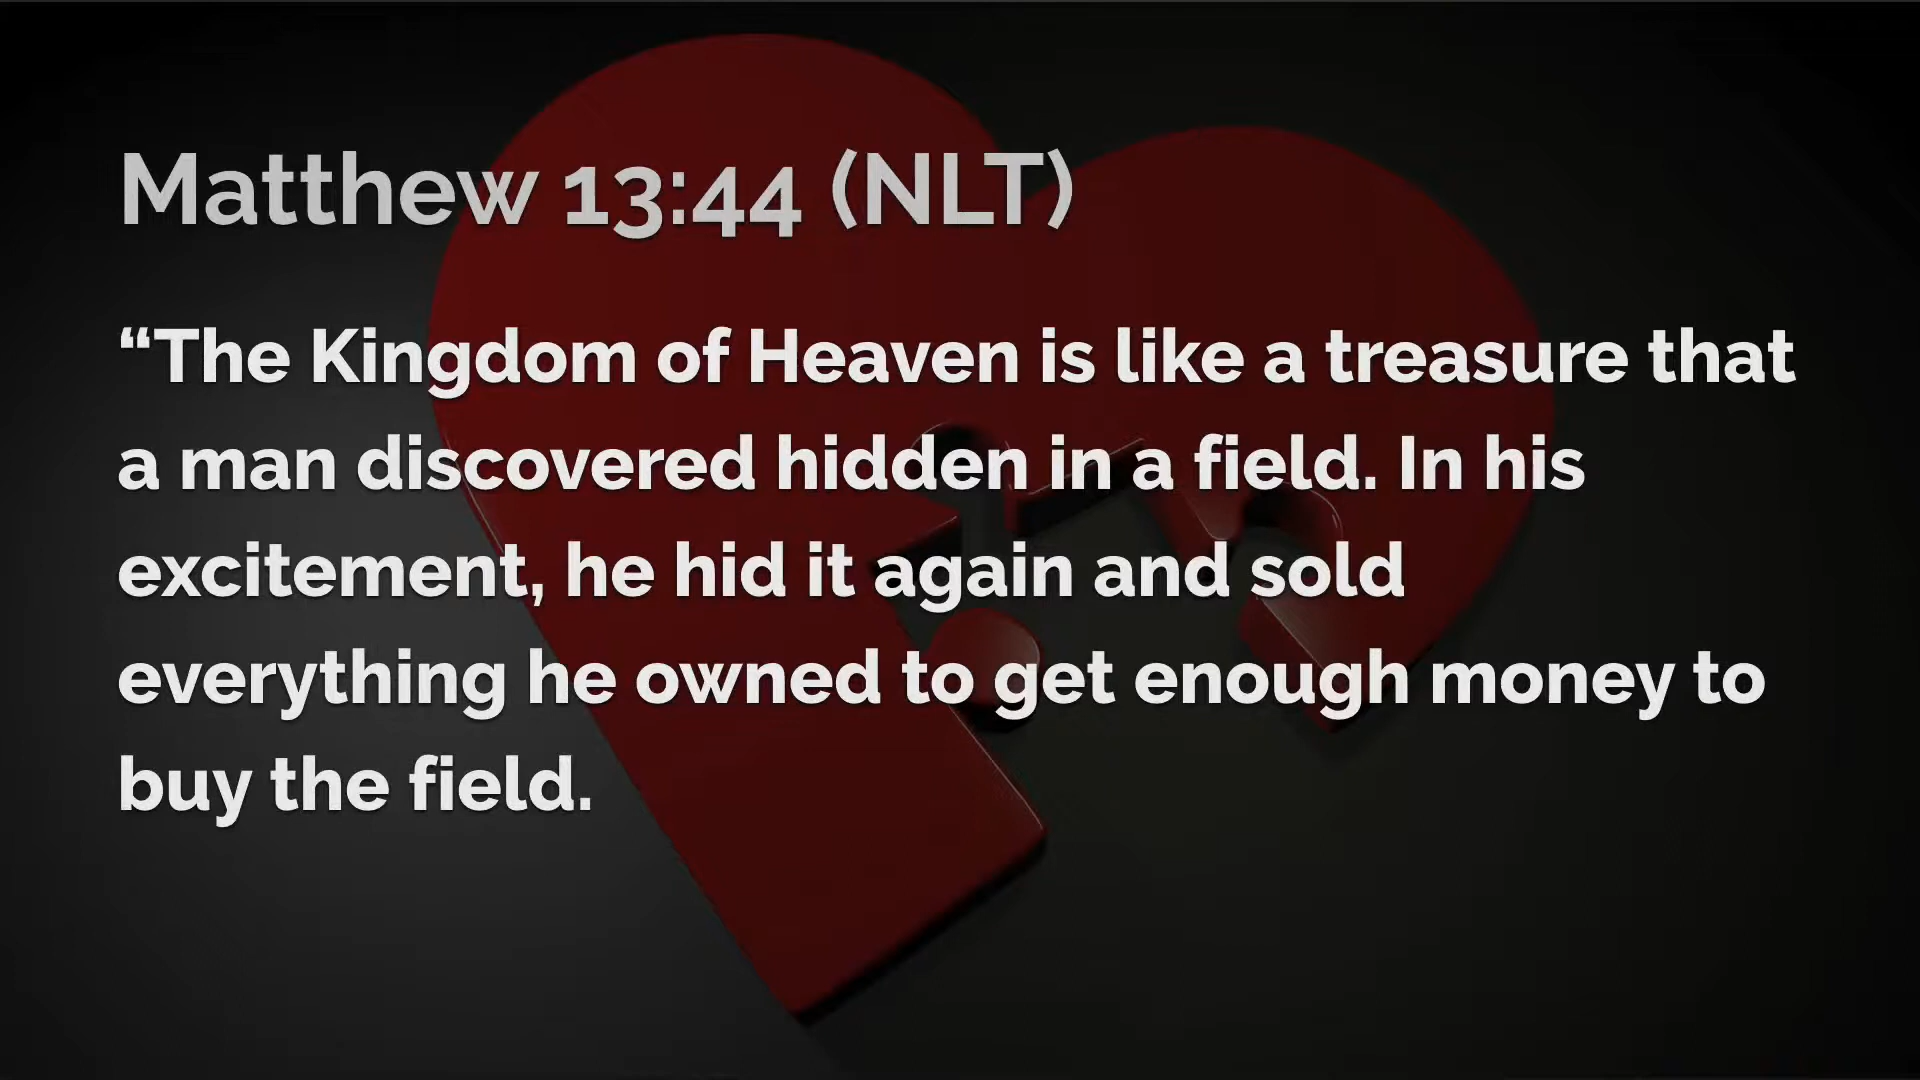 Matthew 13:44 (NLT)
“The Kingdom of Heaven is like a treasure that
a man discovered hidden in a field. In his
excitement, he hid it again and sold
everything he owned to get enough money to
buy the field.